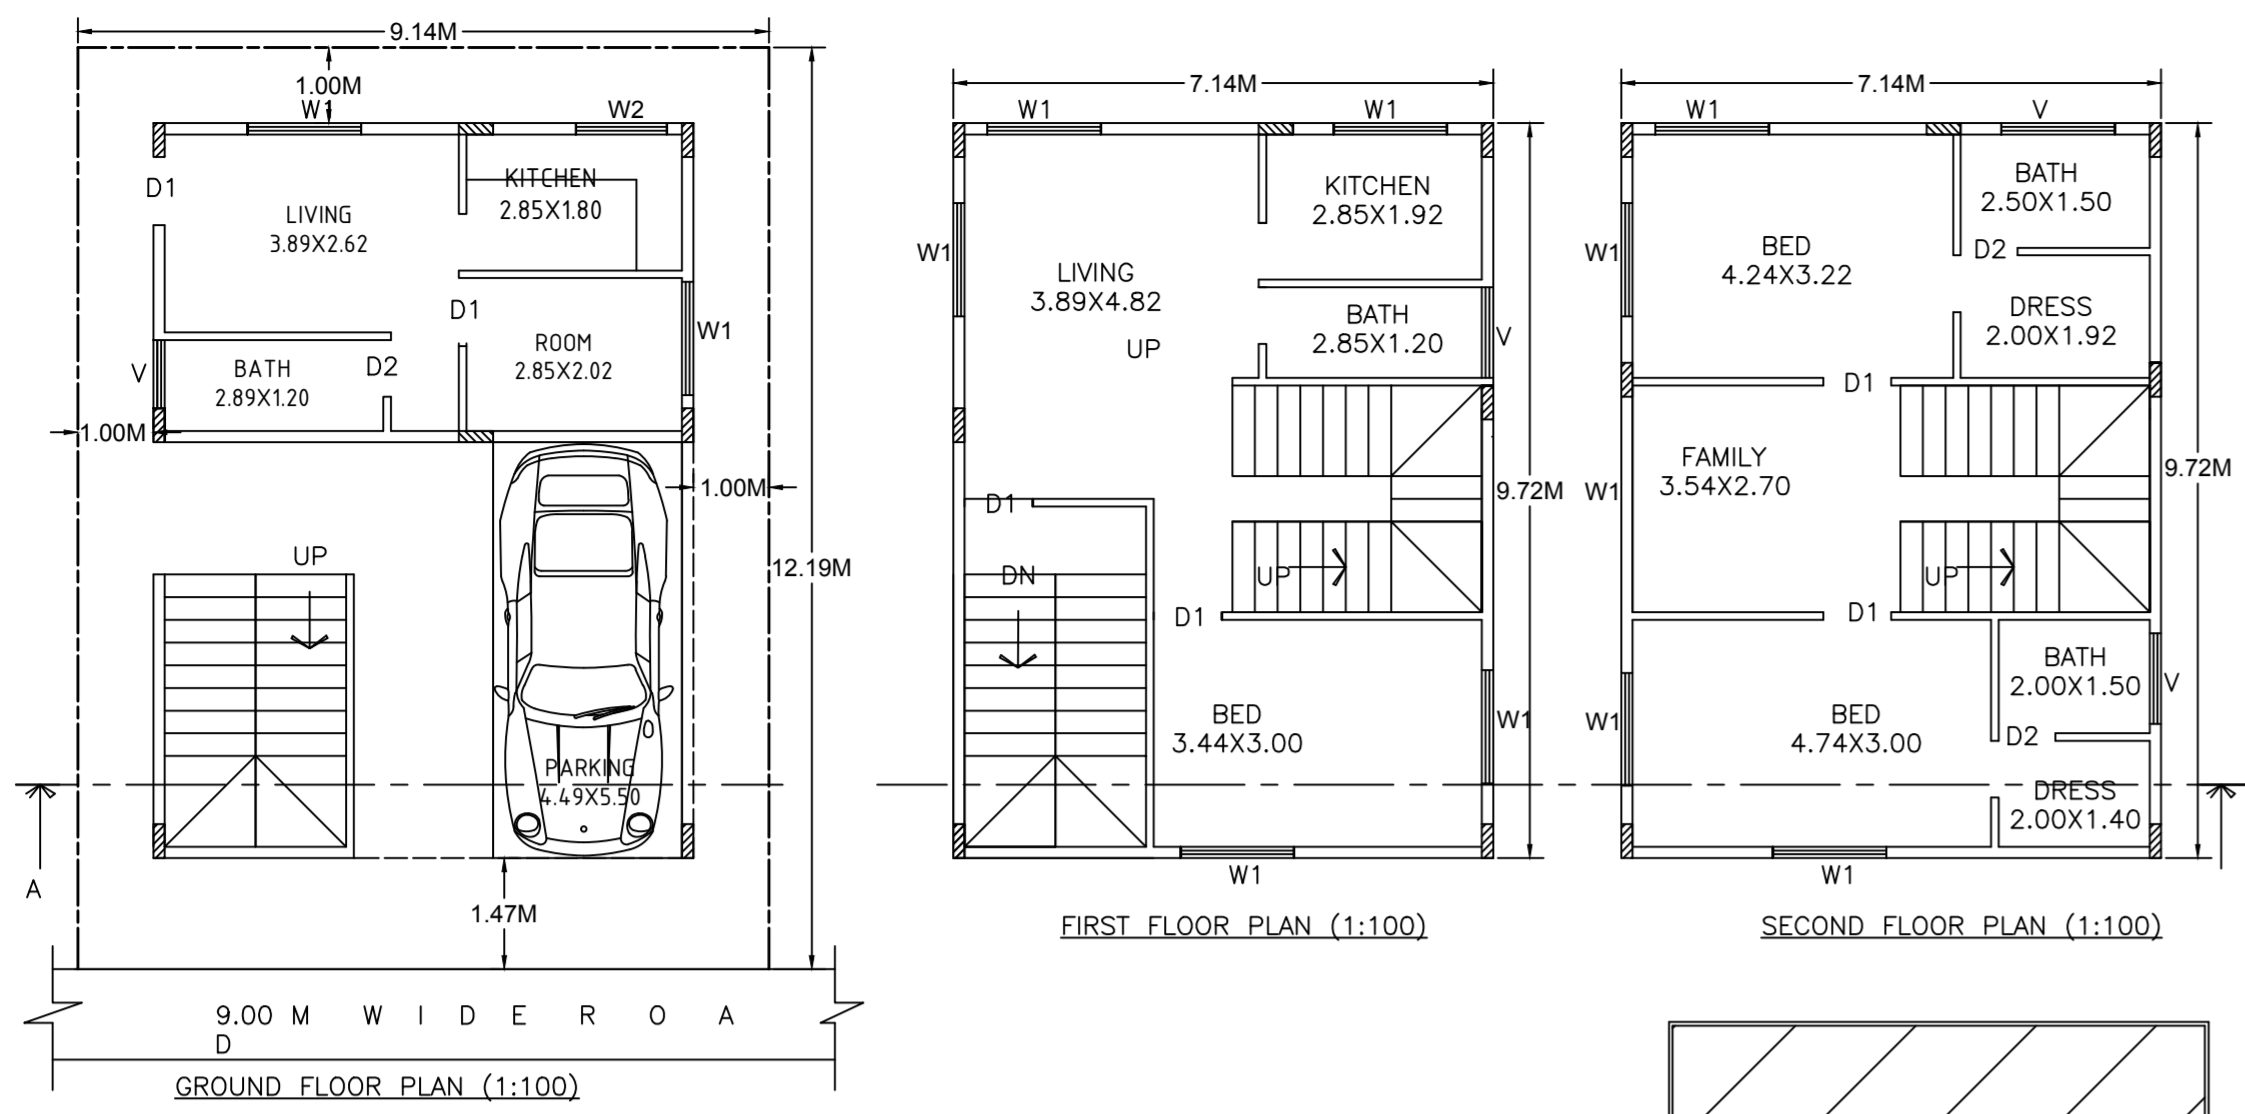 9.14M
1.00M
W1
W2
D1
KITCHEN
2.85X1.80
LIVING
3.89X2.62
D1
W1
ROOM
2.85X2.02
V
BATH
2.89X1.20
D2
1.00M
1.00M
UP
12.19M
PARKING
4.49X5.50
A
1.47M
9.00 M W I D E R O A
D
GROUND FLOOR PLAN (1:100)
7.14M
W1
W1
KITCHEN
2.85X1.92
W1
LIVING
3.89X4.82
BATH
2.85X1.20
V
UP
9.72M
D1
DN
UP
D1
BED
3.44X3.00
W1
W1
FIRST FLOOR PLAN (1:100)
7.14M
W1
V
BATH
2.50X1.50
W1
BED
4.24X3.22
D2
DRESS
2.00X1.92
D1
FAMILY
3.54X2.70
W1
9.72M
UP
D1
BATH
2.00X1.50
V
W1
BED
4.74X3.00
D2
DRESS
2.00X1.40
W1
SECOND FLOOR PLAN (1:100)